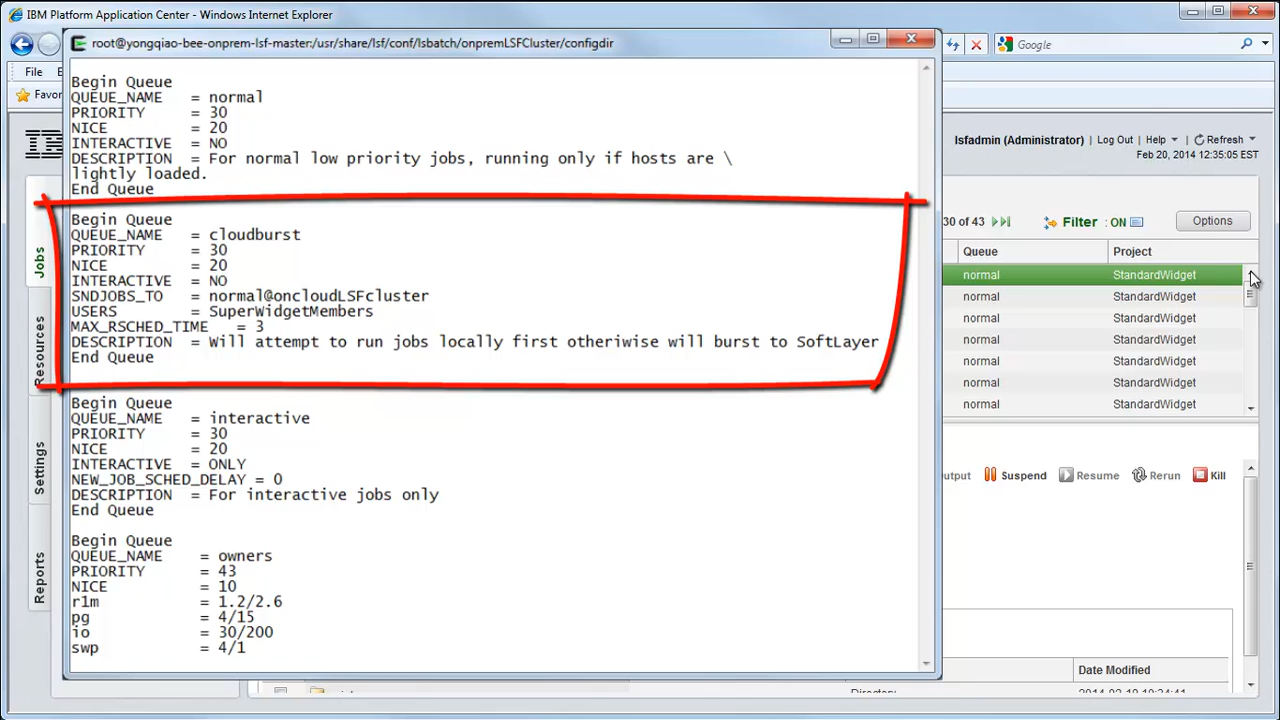 IBM Platform Application Center - Windows Internet Explorer
root@yongqiao-bee-onprem-lsf-master:/usr/share/lsf/conf/lsbatch/onpremLSFCluster/configdir
Google
File
Favor
Begin Queue
QUEUE_NAME = normal
PRIORITY = 30
NICE = 20
INTERACTIVE = NO
DESCRIPTION = For normal low priority jobs, running only if hosts are \
lightly loaded.
End Queue
Begin Queue
QUEUE_NAME = cloudburst
PRIORITY = 30
NICE = 20
INTERACTIVE = NO
SNDJOBS_TO = normal@oncloudLSFcluster
USERS = SuperWidgetMembers
MAX_RSCHED_TIME = 3
DESCRIPTION = Will attempt to run jobs locally first otheriwise will burst to SoftLayer
End Queue
Begin Queue
QUEUE_NAME = interactive
PRIORITY = 30
NICE = 20
INTERACTIVE = ONLY
NEW_JOB_SCHED_DELAY = 0
DESCRIPTION = For interactive jobs only
End Queue
Begin Queue
QUEUE_NAME = owners
PRIORITY = 43
NICE = 10
r1m = 1.2/2.6
pg = 4/15
io = 30/200
swp = 4/1
IBM
Jobs
Resources
Settings
Reports
lsfadmin (Administrator) Log Out Help Refresh
Feb 20, 2014 12:35:05 EST
30 of 43 Filter : ON Options
Queue Project
normal StandardWidget
normal StandardWidget
normal StandardWidget
normal StandardWidget
normal StandardWidget
normal StandardWidget
normal StandardWidget
utput Suspend Resume Rerun Kill
Date Modified